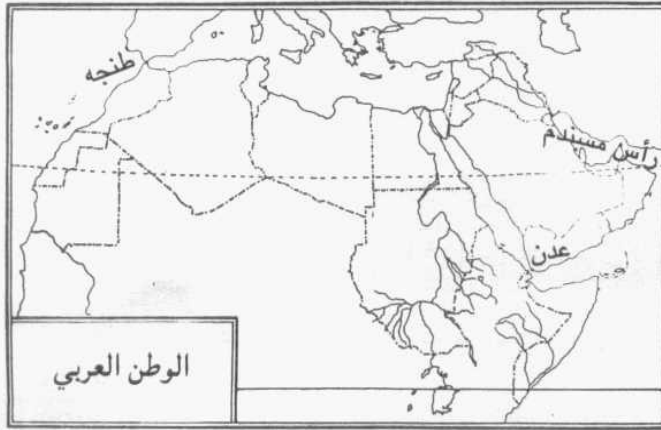 طنجه
رأس مسندم
عدن
الوطن العربي